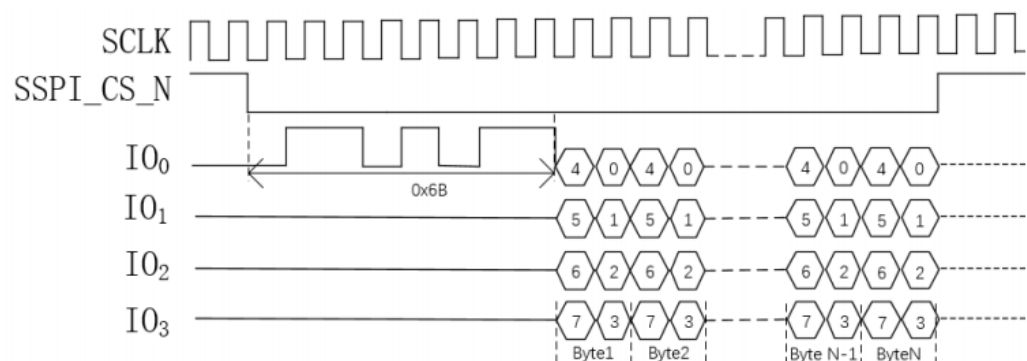 SCLK
SSPI_CS_N
IO0
0x6B
4 0 4 0 4 0 4 0
IO1
5 1 5 1 5 1 5 1
IO2
6 2 6 2 6 2 6 2
IO3
7 3 7 3 7 3 7 3
Byte1 Byte2 Byte N-1 ByteN